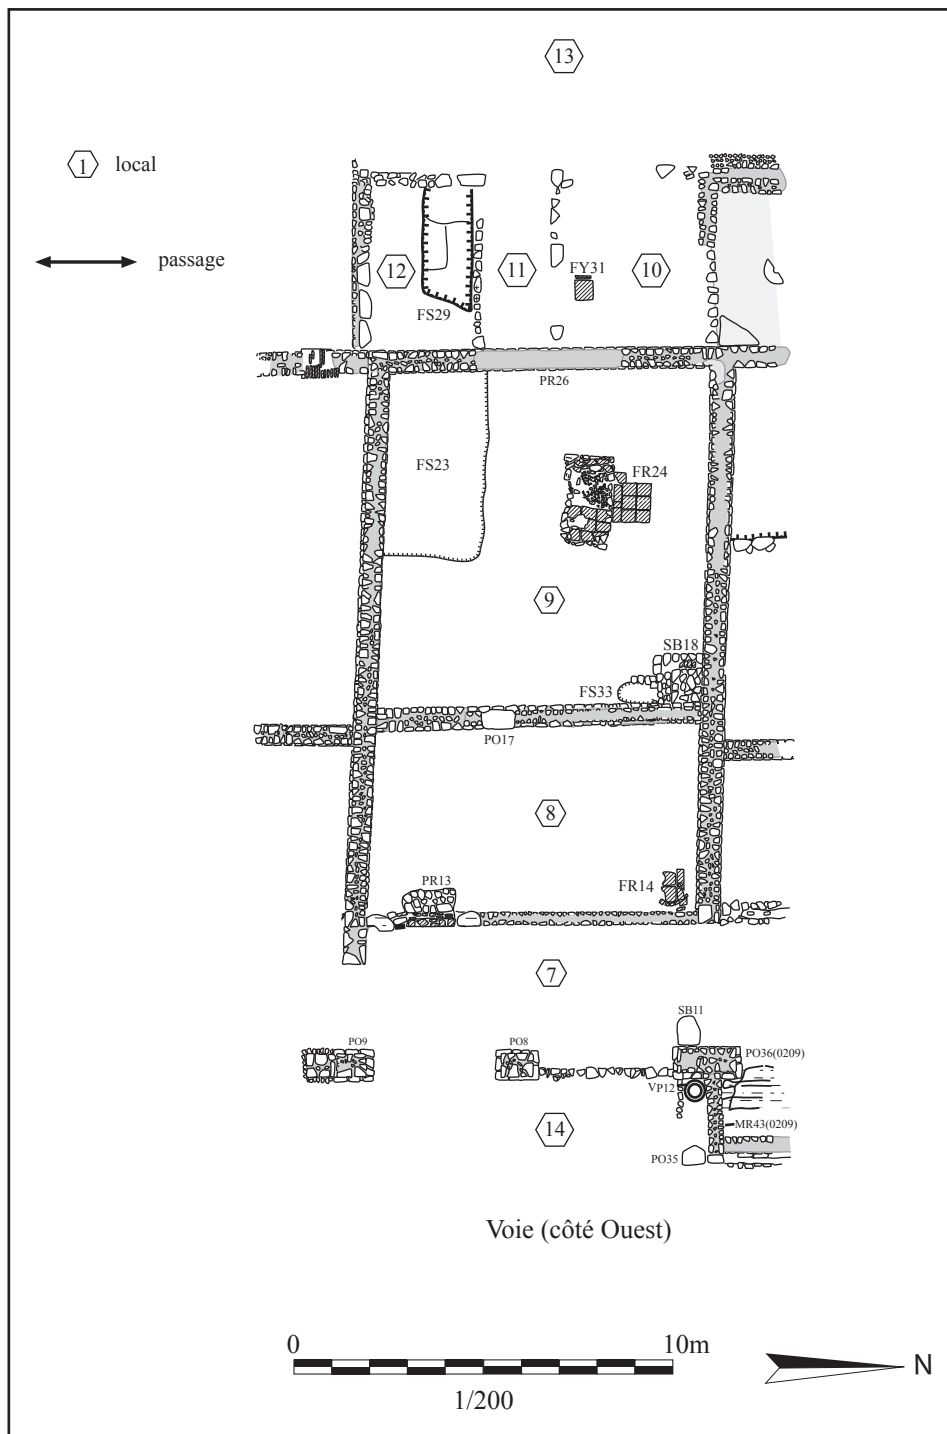 13
1 local
passage
12
11
FY31
10
FS29
PR26
FS23
FR24
9
SB18
FS33
PO17
8
PR13
FR14
7
SB11
PO9
PO8
PO36(0209)
VP12
MR43(0209)
14
PO35
Voie (côté Ouest)
0 10m
1/200
N